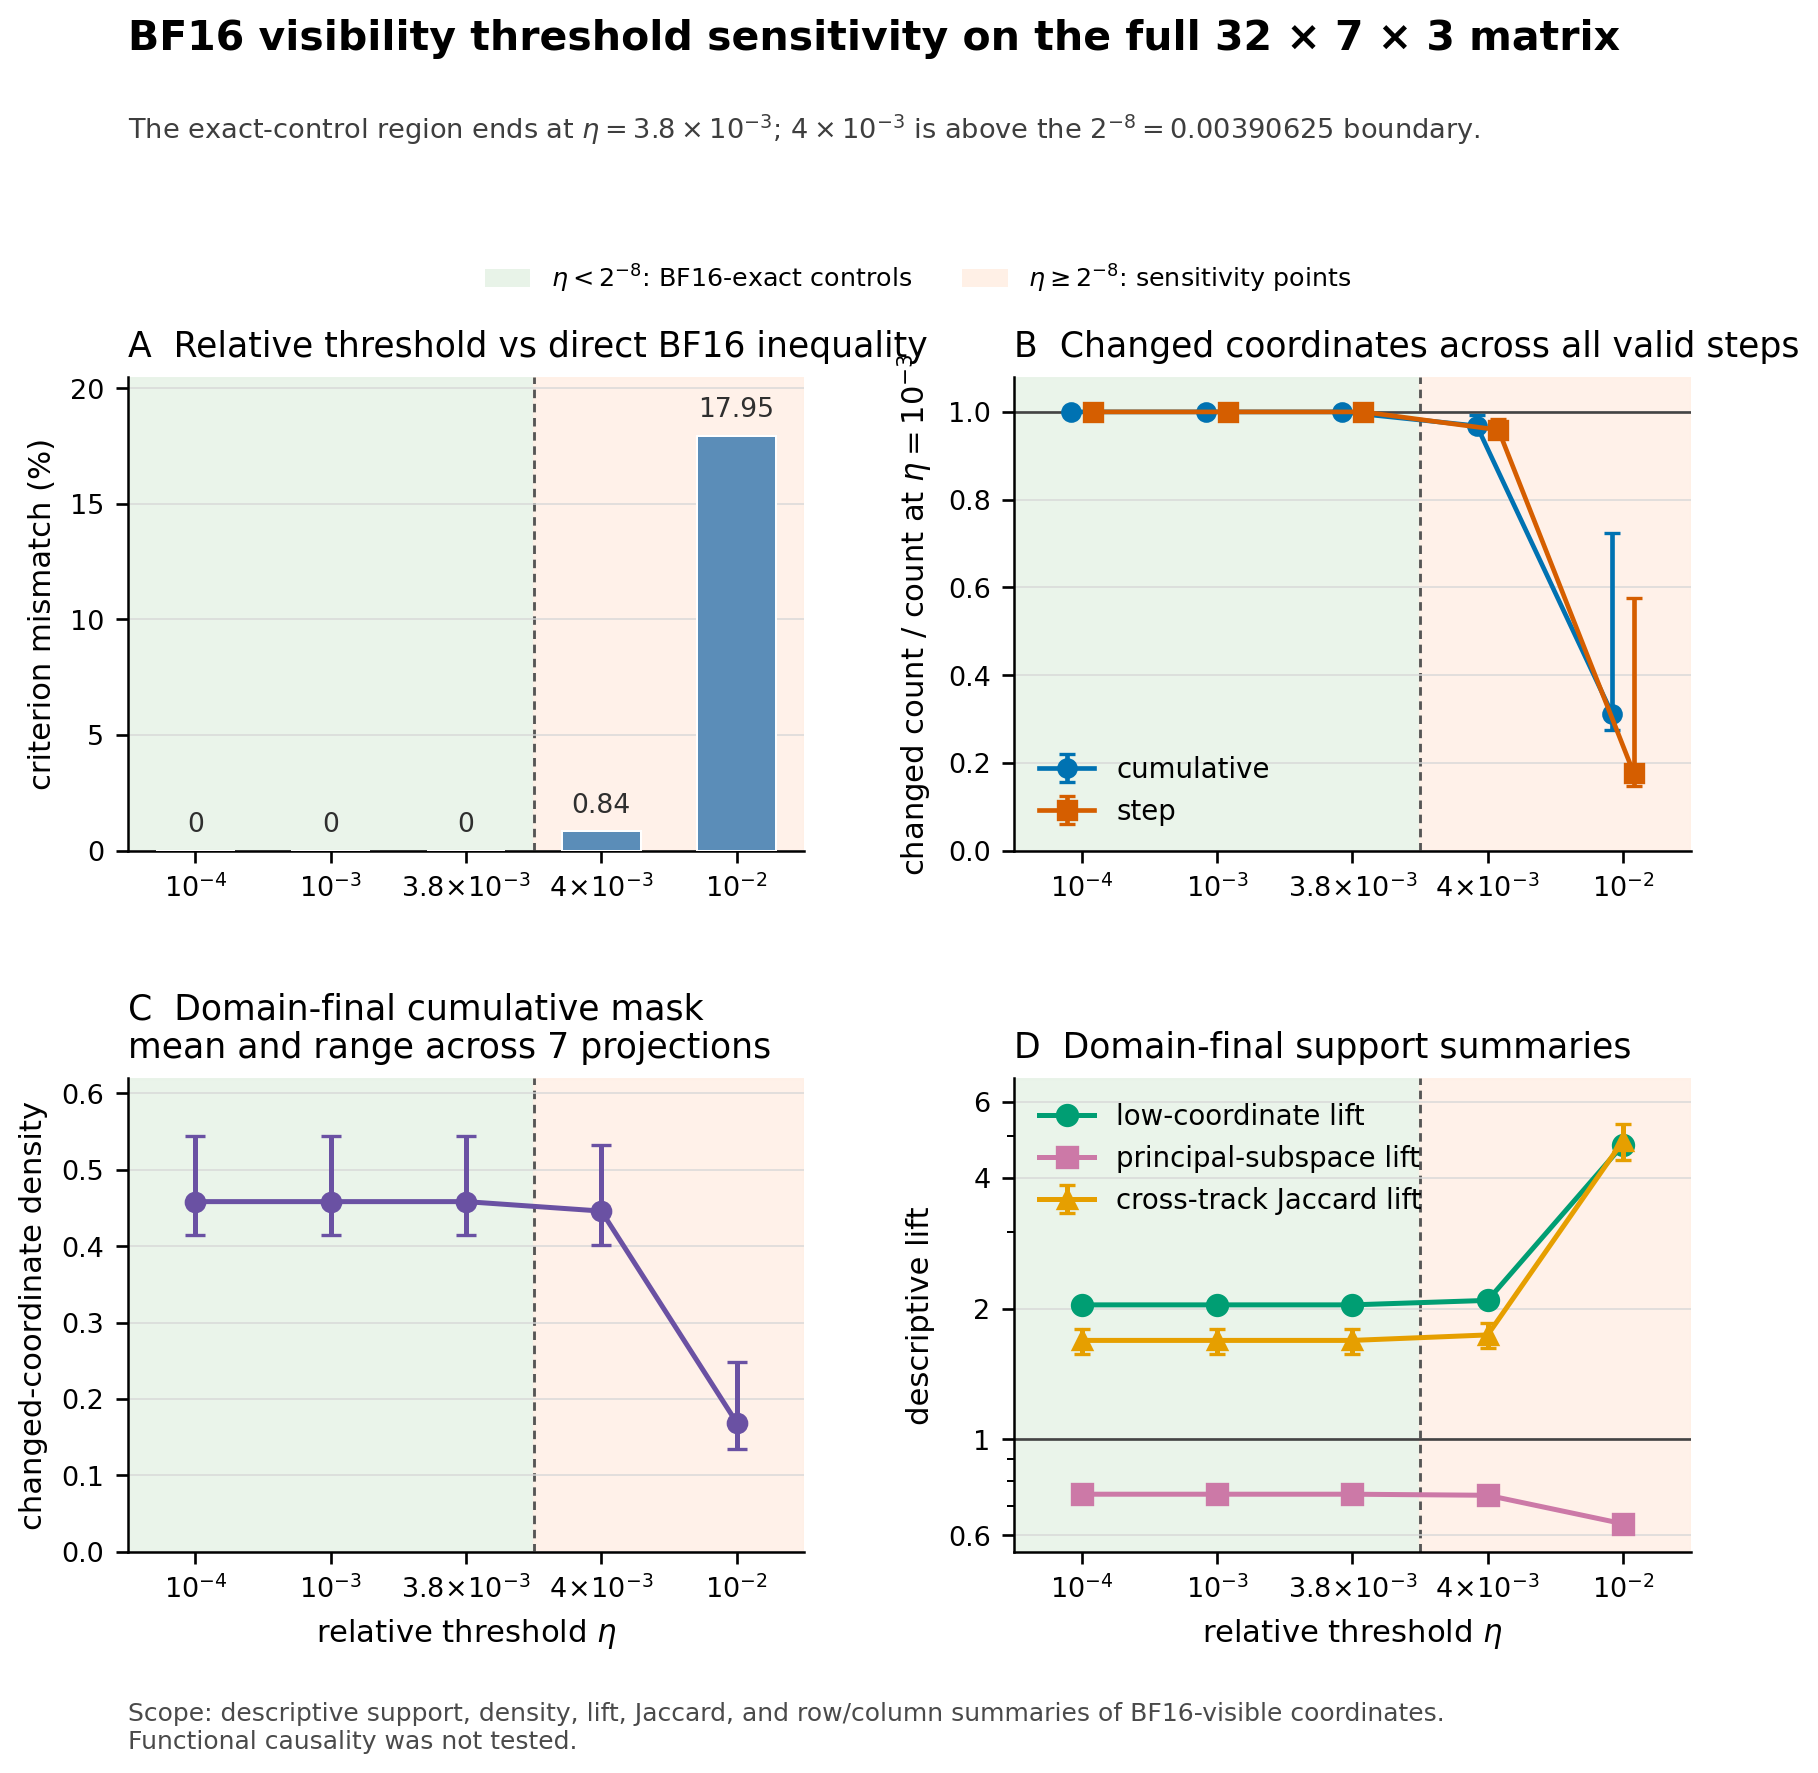 BF16 visibility threshold sensitivity on the full 32 × 7 × 3 matrix
The exact-control region ends at η = 3.8 × 10⁻³; 4 × 10⁻³ is above the 2⁻⁸ = 0.00390625 boundary.
η < 2⁻⁸: BF16-exact controls
η ≥ 2⁻⁸: sensitivity points
A Relative threshold vs direct BF16 inequality
criterion mismatch (%)
20
15
10
5
0
0
0
0
0.84
17.95
10⁻⁴
10⁻³
3.8×10⁻³
4×10⁻³
10⁻²
B Changed coordinates across all valid steps
changed count / count at η = 10⁻³
1.0
0.8
0.6
0.4
0.2
0.0
cumulative
step
10⁻⁴
10⁻³
3.8×10⁻³
4×10⁻³
10⁻²
C Domain-final cumulative mask
mean and range across 7 projections
changed-coordinate density
0.6
0.5
0.4
0.3
0.2
0.1
0.0
10⁻⁴
10⁻³
3.8×10⁻³
4×10⁻³
10⁻²
relative threshold η
D Domain-final support summaries
descriptive lift
6
4
2
1
0.6
low-coordinate lift
principal-subspace lift
cross-track Jaccard lift
10⁻⁴
10⁻³
3.8×10⁻³
4×10⁻³
10⁻²
relative threshold η
Scope: descriptive support, density, lift, Jaccard, and row/column summaries of BF16-visible coordinates.
Functional causality was not tested.